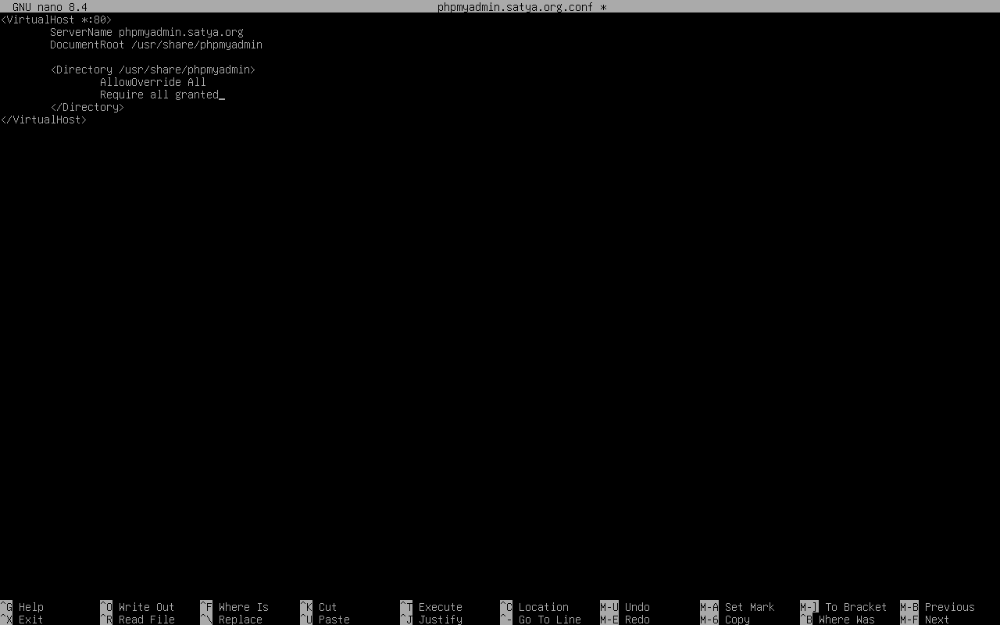 GNU nano 8.4 phpmyadmin.satya.org.conf *
<VirtualHost *:80>
        ServerName phpmyadmin.satya.org
        DocumentRoot /usr/share/phpmyadmin

        <Directory /usr/share/phpmyadmin>
                AllowOverride All
                Require all granted_
        </Directory>
</VirtualHost>
^G Help ^O Write Out ^F Where Is ^K Cut ^T Execute ^C Location M-U Undo M-A Set Mark M-] To Bracket M-B Previous
^X Exit ^R Read File ^\ Replace ^U Paste ^J Justify ^- Go To Line M-E Redo M-6 Copy ^B Where Was M-F Next